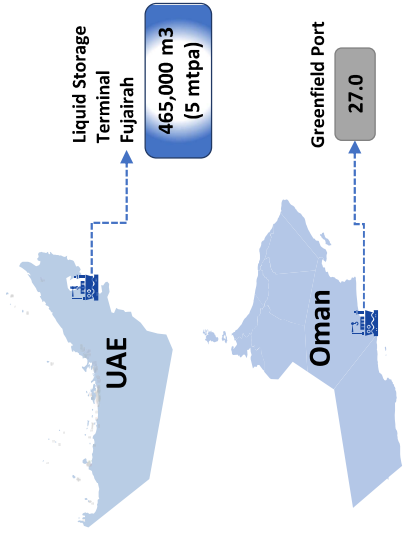 Liquid Storage
Terminal
Fujairah
465,000 m3
(5 mtpa)
UAE
Greenfield Port
27.0
Oman